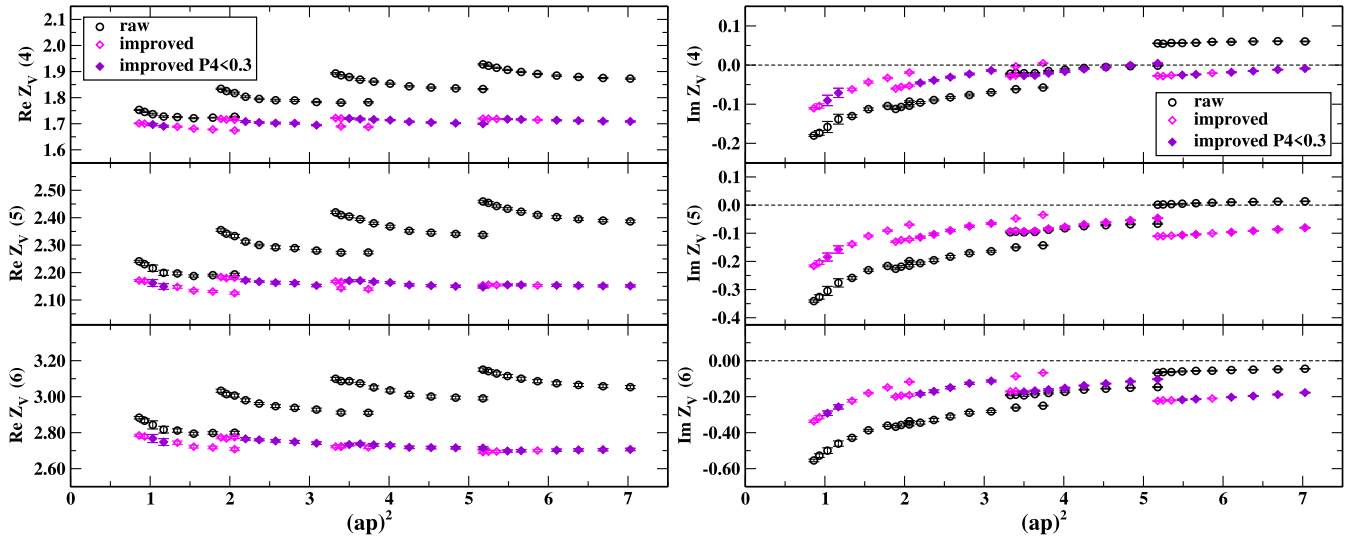 Re Z_V (4)
2.1
2.0
1.9
1.8
1.7
1.6
raw
improved
improved P4<0.3
Re Z_V (5)
2.50
2.40
2.30
2.20
2.10
Re Z_V (6)
3.20
3.00
2.80
2.60
0 1 2 3 4 5 6 7
(ap)^2
Im Z_V (4)
0.1
0.0
-0.1
-0.2
raw
improved
improved P4<0.3
Im Z_V (5)
0.1
0.0
-0.1
-0.2
-0.3
-0.4
Im Z_V (6)
0.00
-0.20
-0.40
-0.60
0 1 2 3 4 5 6 7
(ap)^2